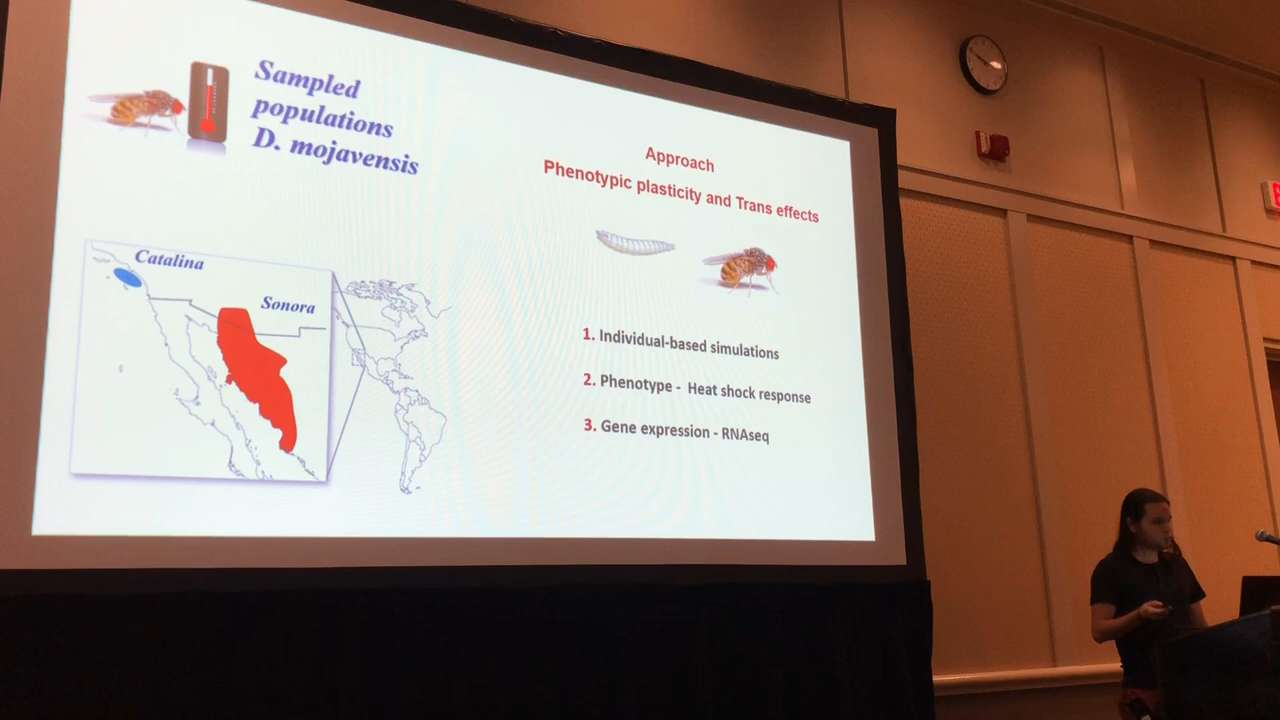 Sampled
populations
D. mojavensis
Approach
Phenotypic plasticity and Trans effects
Catalina
Sonora
1. Individual-based simulations
2. Phenotype - Heat shock response
3. Gene expression - RNAseq